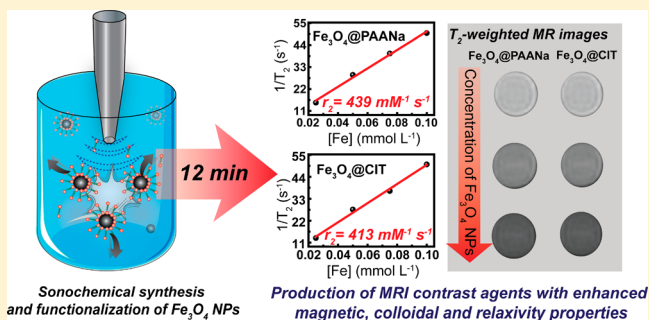 12 min
Sonochemical synthesis
and functionalization of Fe₃O₄ NPs
1/T₂ (s⁻¹)
55
44
33
22
11
Fe₃O₄@PAANa
r₂= 439 mM⁻¹ s⁻¹
0.02 0.04 0.06 0.08 0.10
[Fe] (mmol L⁻¹)
1/T₂ (s⁻¹)
55
44
33
22
11
Fe₃O₄@CIT
r₂= 413 mM⁻¹ s⁻¹
0.02 0.04 0.06 0.08 0.10
[Fe] (mmol L⁻¹)
T₂-weighted MR images
Fe₃O₄@PAANa Fe₃O₄@CIT
Concentration of Fe₃O₄ NPs
Production of MRI contrast agents with enhanced
magnetic, colloidal and relaxivity properties